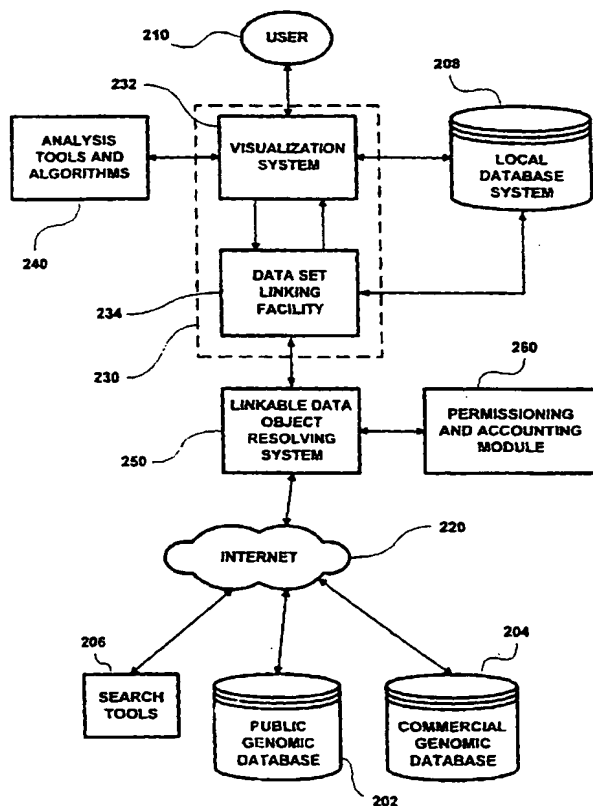 210
USER
232
208
ANALYSIS
TOOLS AND
ALGORITHMS
VISUALIZATION
SYSTEM
LOCAL
DATABASE
SYSTEM
240
234
DATA SET
LINKING
FACILITY
230
260
LINKABLE DATA
OBJECT
RESOLVING
SYSTEM
250
PERMISSIONING
AND ACCOUNTING
MODULE
INTERNET
220
206
204
SEARCH
TOOLS
PUBLIC
GENOMIC
DATABASE
COMMERCIAL
GENOMIC
DATABASE
202